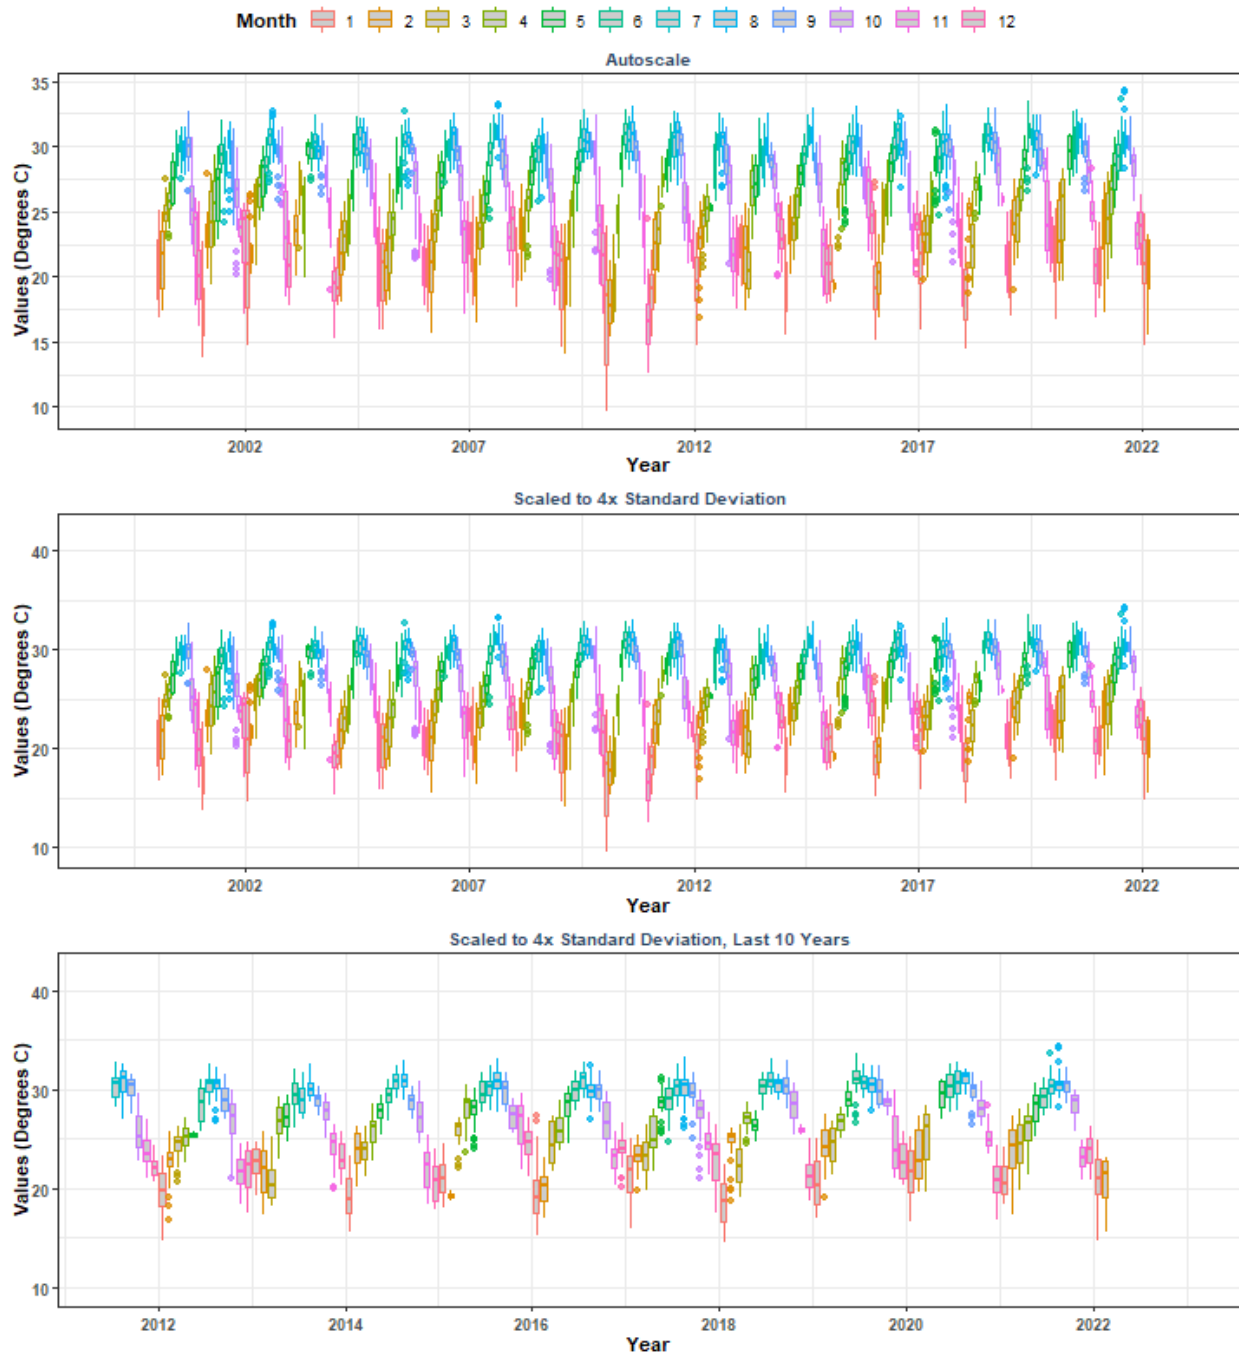 Month 1 2 3 4 5 6 7 8 9 10 11 12
Autoscale
Values (Degrees C)
35
30
25
20
15
10
2002 2007 2012 2017 2022
Year
Scaled to 4x Standard Deviation
Values (Degrees C)
40
30
20
10
2002 2007 2012 2017 2022
Year
Scaled to 4x Standard Deviation, Last 10 Years
Values (Degrees C)
40
30
20
10
2012 2014 2016 2018 2020 2022
Year